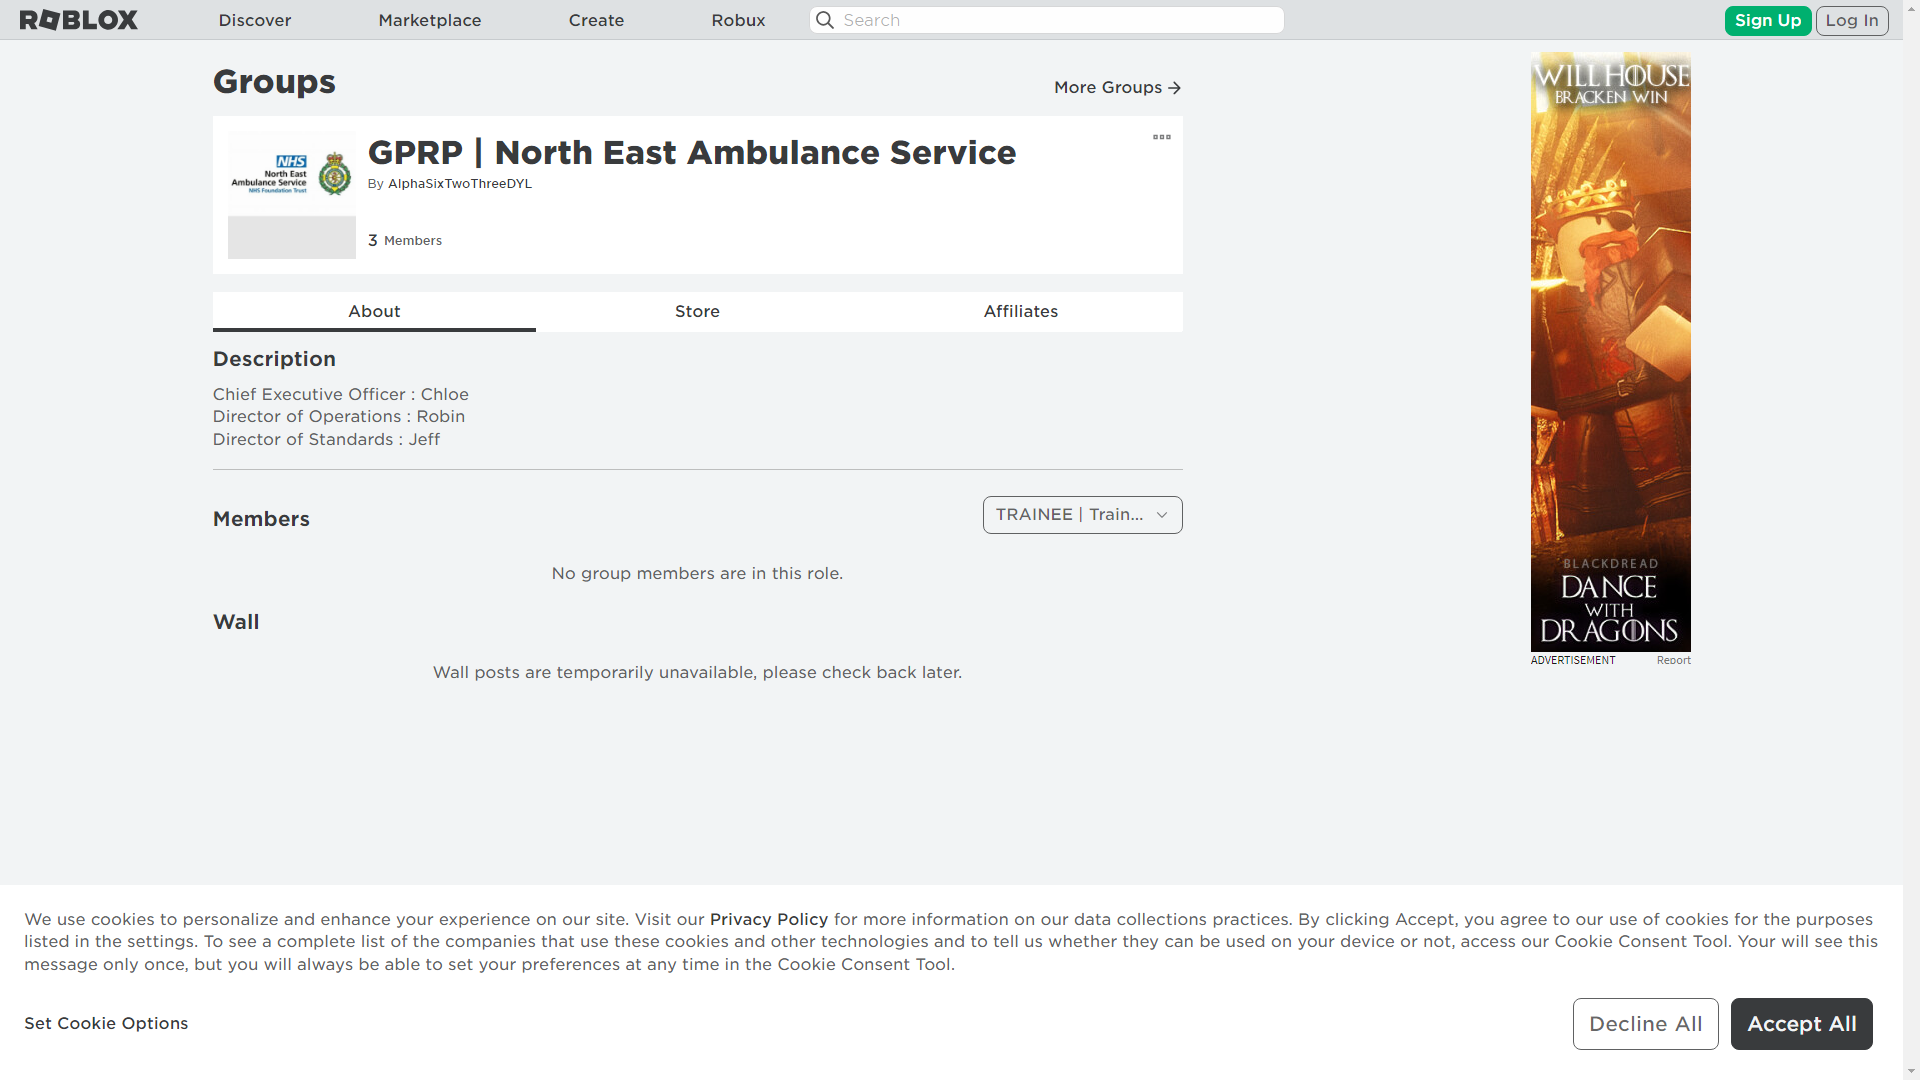 ROBLOX
Discover
Marketplace
Create
Robux
Search
Sign Up
Log In
Groups
More Groups
NHS
North East
Ambulance Service
NHS Foundation Trust
GPRP | North East Ambulance Service
By AlphaSixTwoThreeDYL
3 Members
About
Store
Affiliates
Description
Chief Executive Officer : Chloe
Director of Operations : Robin
Director of Standards : Jeff
Members
TRAINEE | Train...
No group members are in this role.
Wall
Wall posts are temporarily unavailable, please check back later.
WILL HOUSE
BRACKEN WIN
BLACKDREAD
DANCE
WITH
DRAGONS
ADVERTISEMENT
Report
We use cookies to personalize and enhance your experience on our site. Visit our Privacy Policy for more information on our data collections practices. By clicking Accept, you agree to our use of cookies for the purposes
listed in the settings. To see a complete list of the companies that use these cookies and other technologies and to tell us whether they can be used on your device or not, access our Cookie Consent Tool. Your will see this
message only once, but you will always be able to set your preferences at any time in the Cookie Consent Tool.
Set Cookie Options
Decline All
Accept All